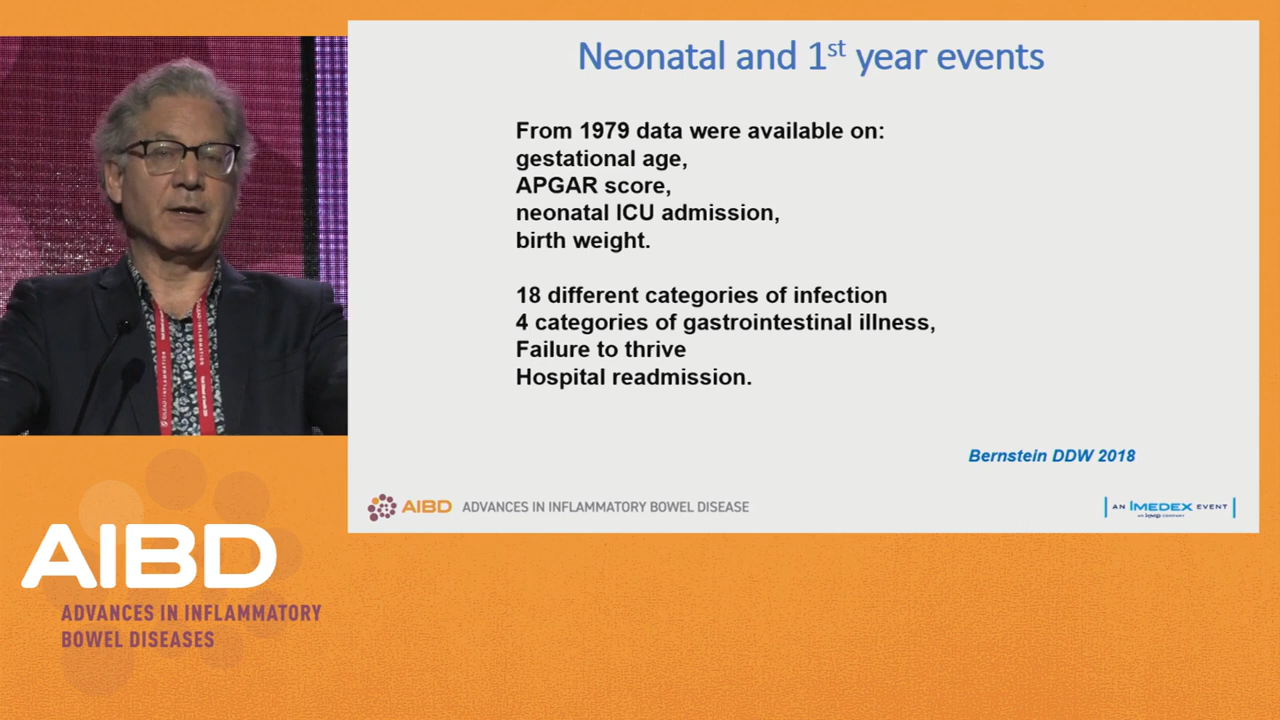 Neonatal and 1st year events
From 1979 data were available on:
gestational age,
APGAR score,
neonatal ICU admission,
birth weight.
18 different categories of infection
4 categories of gastrointestinal illness,
Failure to thrive
Hospital readmission.
Bernstein DDW 2018
AIBD ADVANCES IN INFLAMMATORY BOWEL DISEASE
AN IMEDEX EVENT
AIBD
ADVANCES IN INFLAMMATORY
BOWEL DISEASES